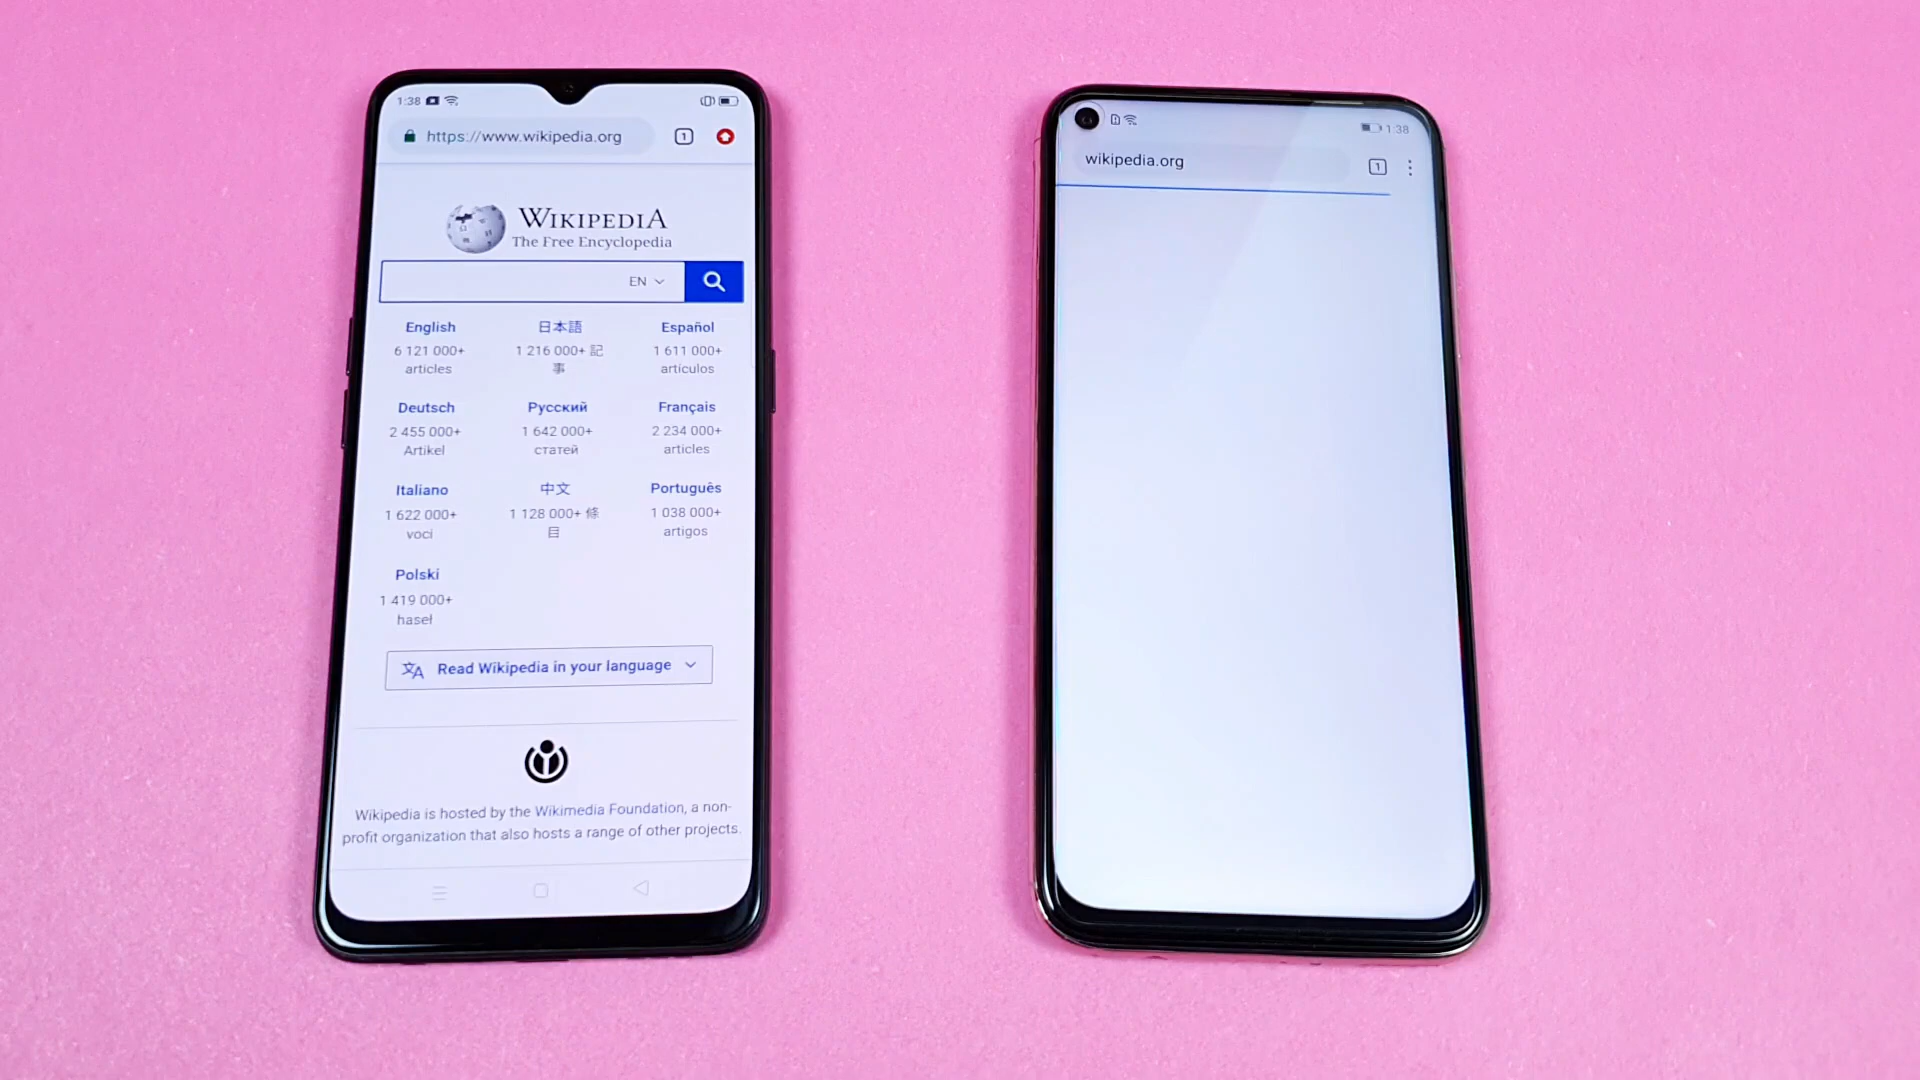 1:38
https://www.wikipedia.org
1
WIKIPEDIA
The Free Encyclopedia
EN
English
6 121 000+
articles
日本語
1 216 000+ 記
事
Español
1 611 000+
artículos
Deutsch
2 455 000+
Artikel
Русский
1 642 000+
статей
Français
2 234 000+
articles
Italiano
1 622 000+
voci
中文
1 128 000+ 條
目
Português
1 038 000+
artigos
Polski
1 419 000+
haseł
Read Wikipedia in your language
Wikipedia is hosted by the Wikimedia Foundation, a non-
profit organization that also hosts a range of other projects.
1:38
wikipedia.org
1